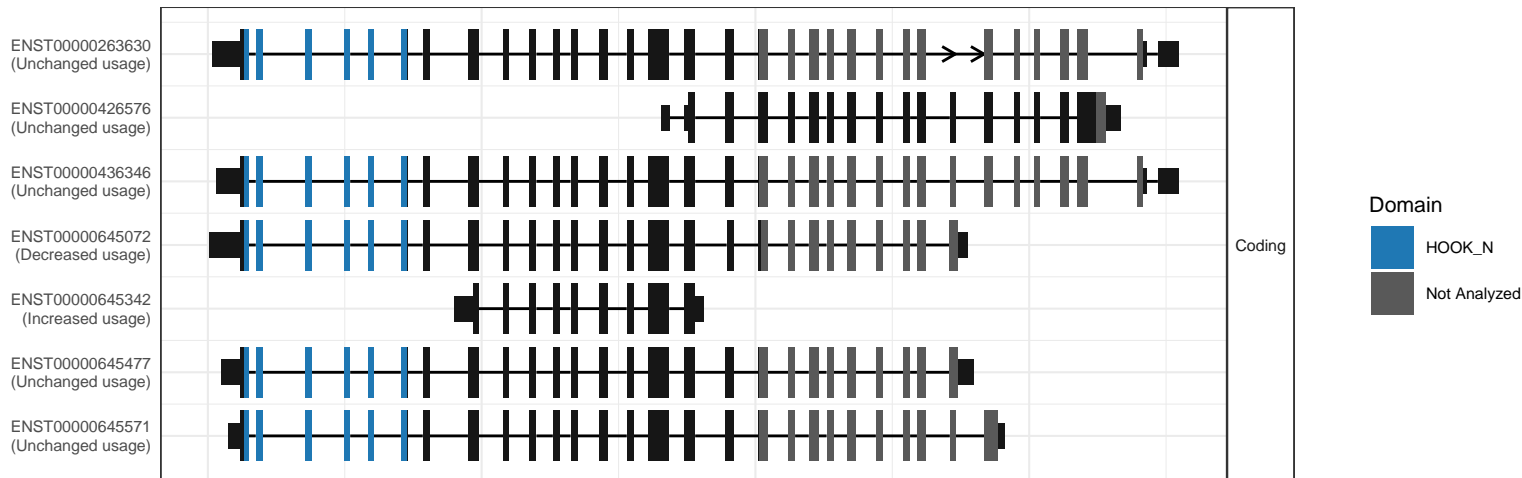 ENST00000263630
(Unchanged usage)
ENST00000426576
(Unchanged usage)
ENST00000436346
(Unchanged usage)
ENST00000645072
(Decreased usage)
ENST00000645342
(Increased usage)
ENST00000645477
(Unchanged usage)
ENST00000645571
(Unchanged usage)
Coding
Domain
HOOK_N
Not Analyzed